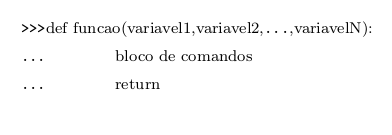 >>>def funcao(variavel1,variavel2,...,variavelN):
... bloco de comandos
... return